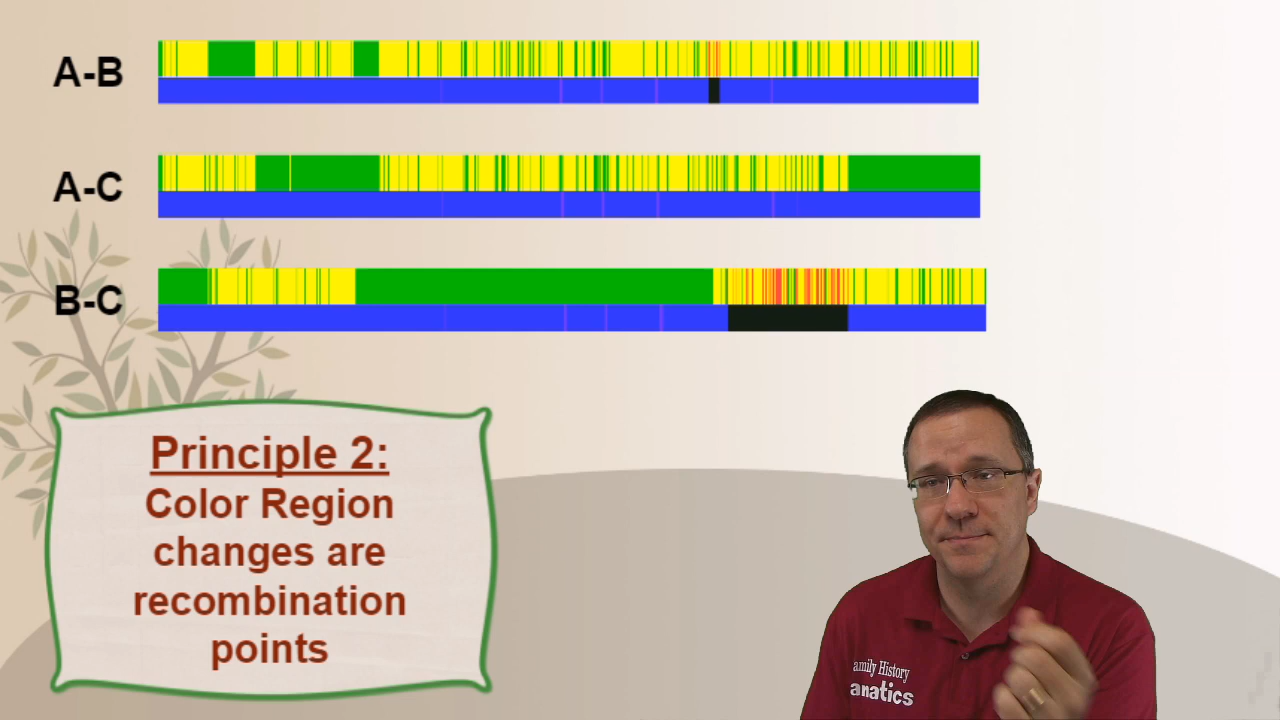 A-B
A-C
B-C
Principle 2:
Color Region
changes are
recombination
points
amily History
anatics